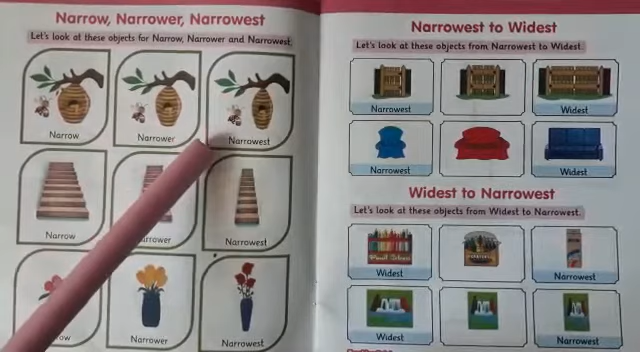 Narrow, Narrower, Narrowest
Let's look at these objects for Narrow, Narrower and Narrowest.
Narrow
Narrower
Narrowest
Narrow
Narrowest
Narrower
Narrowest
Narrowest to Widest
Let's look at these objects from Narrowest to Widest.
Narrowest
Widest
Narrowest
Widest
Widest to Narrowest
Let's look at these objects from Widest to Narrowest.
Widest
Narrowest
Widest
Narrowest